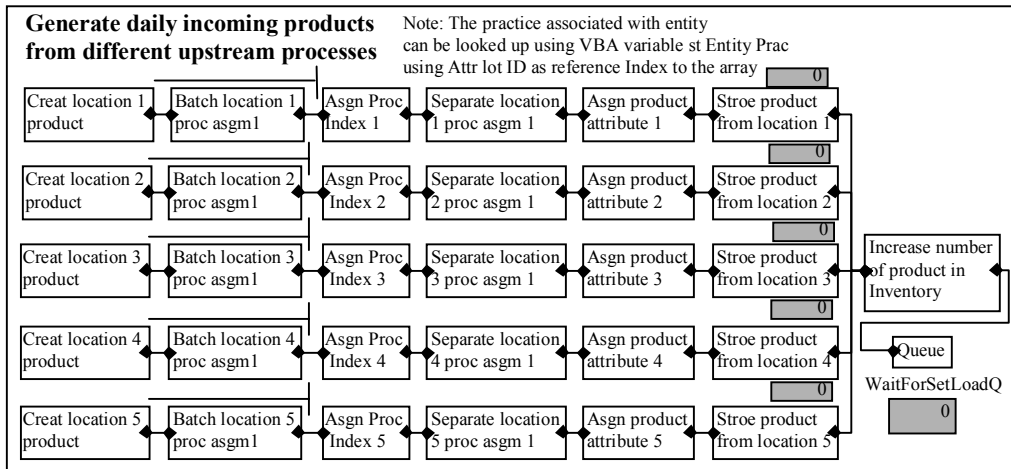 Generate daily incoming products
from different upstream processes
Note: The practice associated with entity
can be looked up using VBA variable st Entity Prac
using Attr lot ID as reference Index to the array
0
Creat location 1
product
Batch location 1
proc asgm1
Asgn Proc
Index 1
Separate location
1 proc asgm 1
Asgn product
attribute 1
Stroe product
from location 1
0
Creat location 2
product
Batch location 2
proc asgm1
Asgn Proc
Index 2
Separate location
2 proc asgm 1
Asgn product
attribute 2
Stroe product
from location 2
0
Creat location 3
product
Batch location 3
proc asgm1
Asgn Proc
Index 3
Separate location
3 proc asgm 1
Asgn product
attribute 3
Stroe product
from location 3
Increase number
of product in
Inventory
0
Creat location 4
product
Batch location 4
proc asgm1
Asgn Proc
Index 4
Separate location
4 proc asgm 1
Asgn product
attribute 4
Stroe product
from location 4
Queue
WaitForSetLoadQ
0
0
Creat location 5
product
Batch location 5
proc asgm1
Asgn Proc
Index 5
Separate location
5 proc asgm 1
Asgn product
attribute 5
Stroe product
from location 5